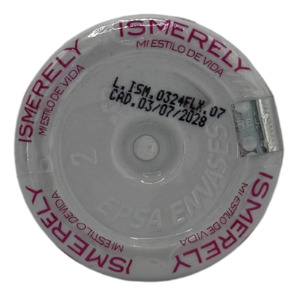 ISMERELY
MI ESTILO DE VIDA
L.ISM.0324FLX.07
CAD.03/07/2028
ISMERELY
MI ESTILO DE VIDA
2
EPSA ENVASES
ISMERELY
MI ESTILO DE VIDA
ISMERELY
MI ESTILO DE VIDA